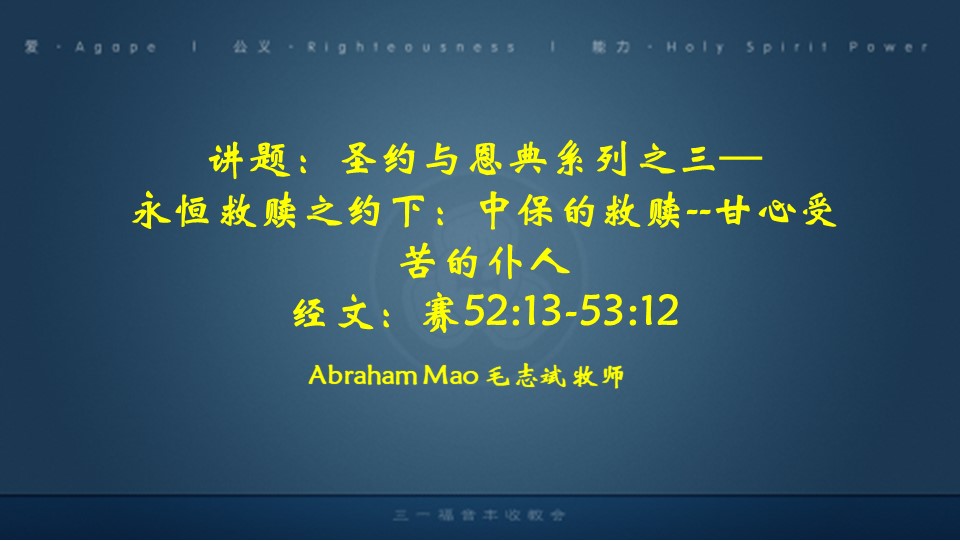 爱·Agape | 公义·Righteousness | 能力·Holy Spirit Power
讲题：圣约与恩典系列之三—
永恒救赎之约下：中保的救赎--甘心受
苦的仆人
经文：赛52:13-53:12
Abraham Mao 毛志斌 牧师
三一福音丰收教会